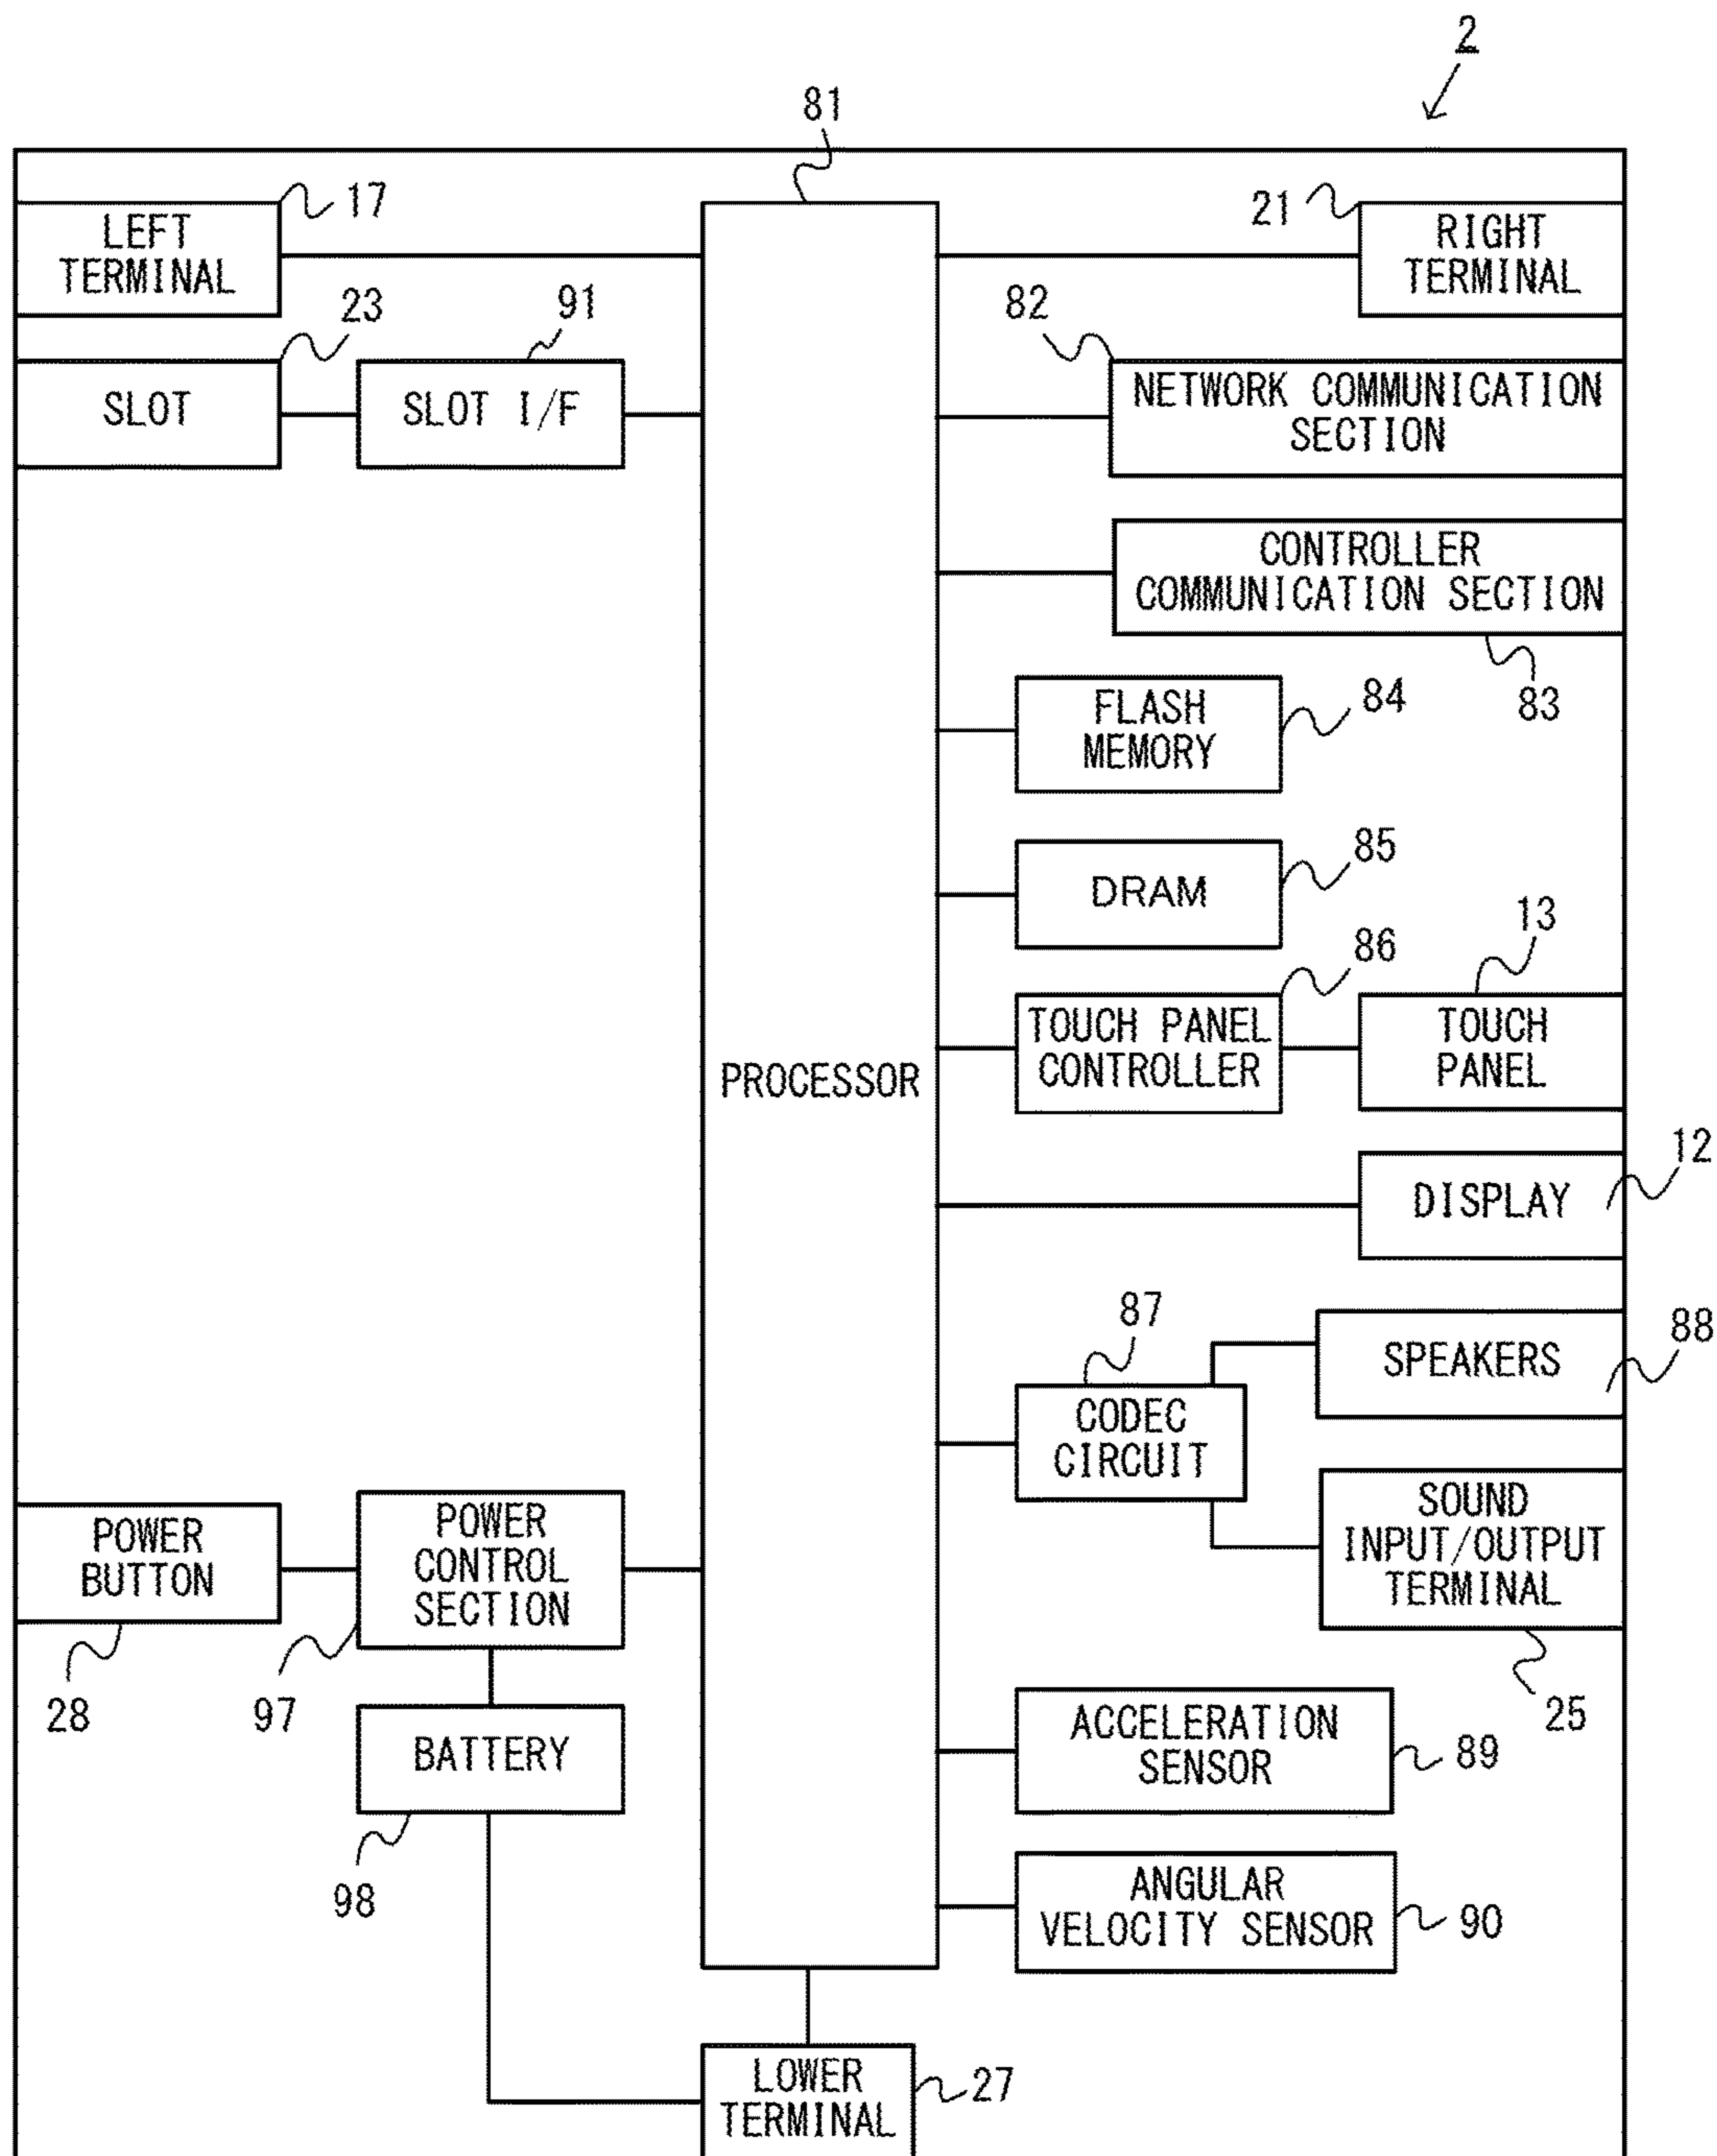 2
81
17
LEFT
TERMINAL
21
RIGHT
TERMINAL
23
SLOT
91
SLOT I/F
82
NETWORK COMMUNICATION
SECTION
CONTROLLER
COMMUNICATION SECTION
83
FLASH
MEMORY
84
DRAM
85
PROCESSOR
TOUCH PANEL
CONTROLLER
86
TOUCH
PANEL
13
DISPLAY
12
87
CODEC
CIRCUIT
SPEAKERS
88
SOUND
INPUT/OUTPUT
TERMINAL
25
POWER
BUTTON
28
POWER
CONTROL
SECTION
97
BATTERY
98
ACCELERATION
SENSOR
89
ANGULAR
VELOCITY SENSOR
90
LOWER
TERMINAL
27